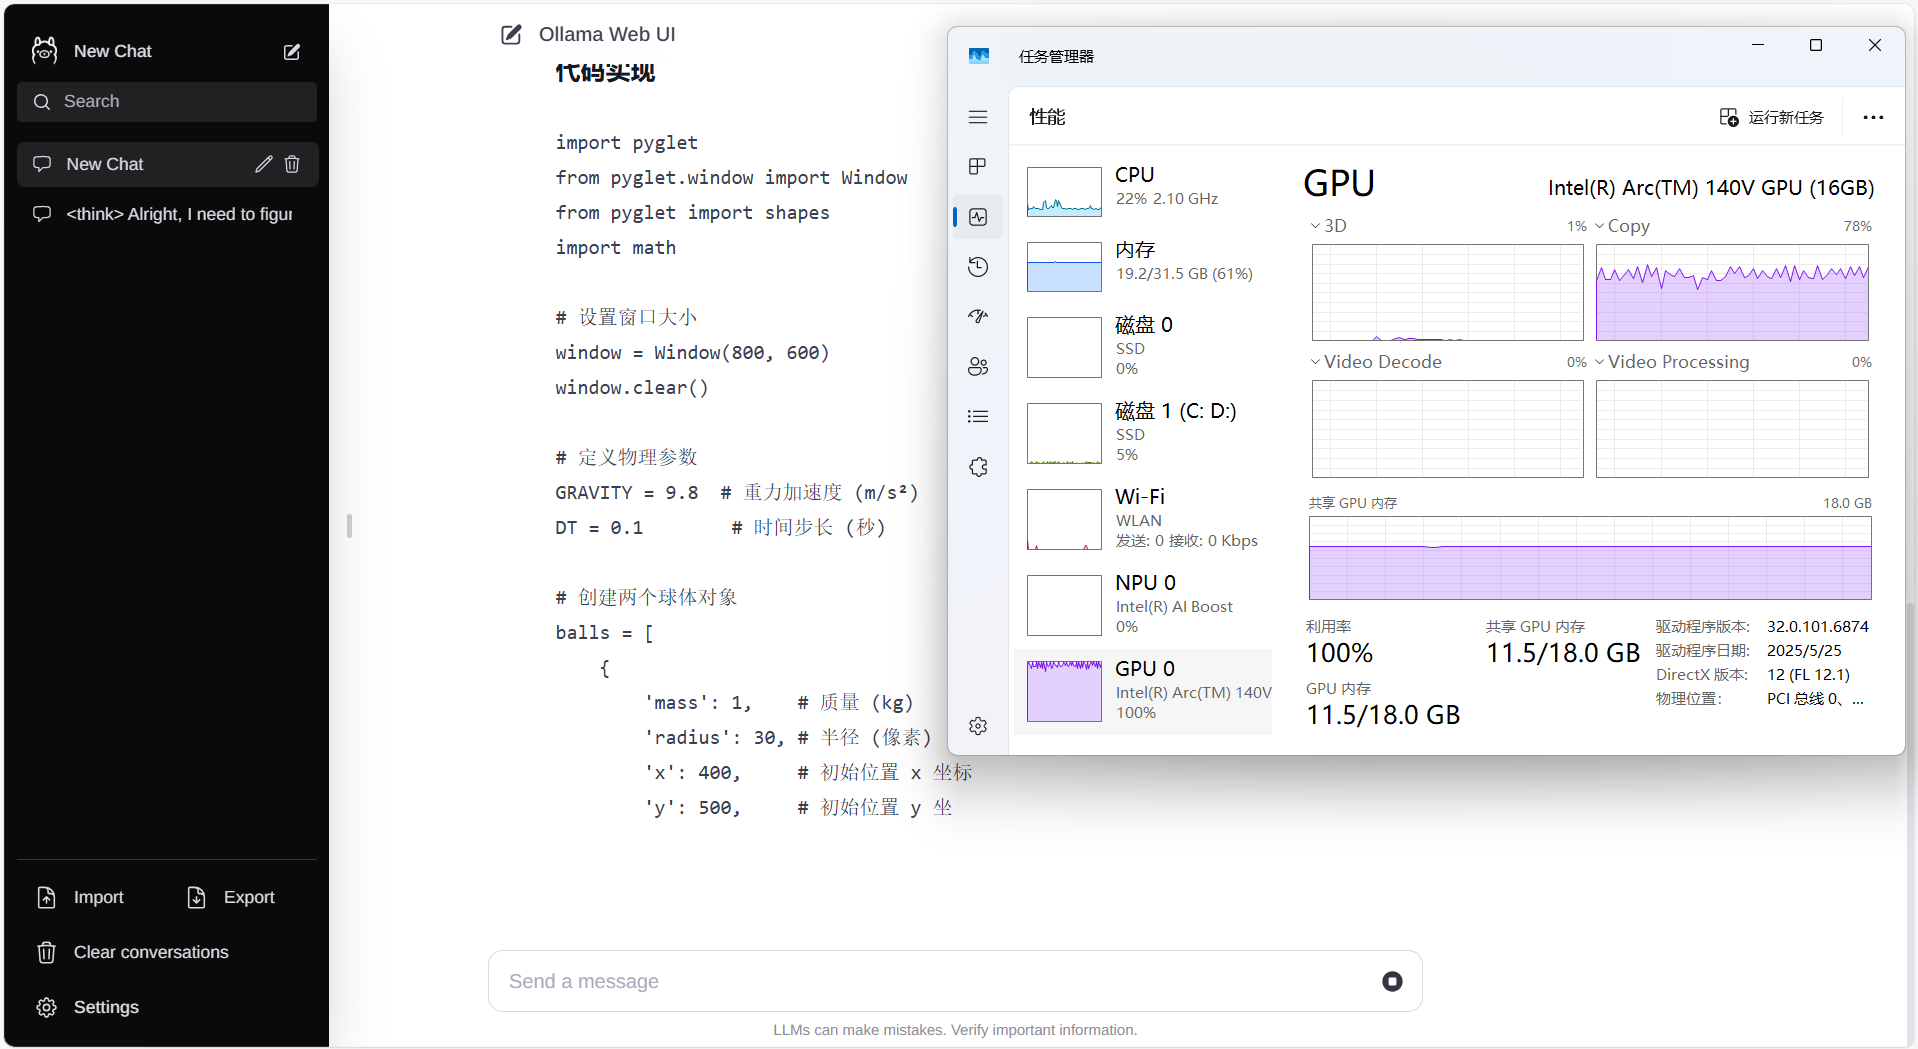 New Chat
Search
New Chat
<think> Alright, I need to figur
Import
Export
Clear conversations
Settings
Ollama Web UI
代码实现
import pyglet
from pyglet.window import Window
from pyglet import shapes
import math
# 设置窗口大小
window = Window(800, 600)
window.clear()
# 定义物理参数
GRAVITY = 9.8  # 重力加速度 (m/s²)
DT = 0.1        # 时间步长 (秒)
# 创建两个球体对象
balls = [
    {
        'mass': 1,    # 质量 (kg)
        'radius': 30, # 半径 (像素)
        'x': 400,     # 初始位置 x 坐标
        'y': 500,     # 初始位置 y 坐
Send a message
LLMs can make mistakes. Verify important information.
任务管理器
性能
运行新任务
CPU
22% 2.10 GHz
内存
19.2/31.5 GB (61%)
磁盘 0
SSD
0%
磁盘 1 (C: D:)
SSD
5%
Wi-Fi
WLAN
发送: 0 接收: 0 Kbps
NPU 0
Intel(R) AI Boost
0%
GPU 0
Intel(R) Arc(TM) 140V
100%
GPU
Intel(R) Arc(TM) 140V GPU (16GB)
3D 1%
Copy 78%
Video Decode 0%
Video Processing 0%
共享 GPU 内存 18.0 GB
利用率
100%
共享 GPU 内存
11.5/18.0 GB
GPU 内存
11.5/18.0 GB
驱动程序版本: 32.0.101.6874
驱动程序日期: 2025/5/25
DirectX 版本: 12 (FL 12.1)
物理位置: PCI 总线 0、...